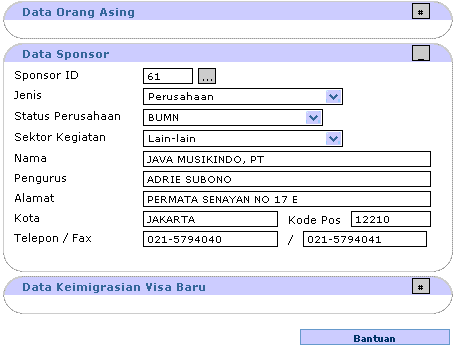 Data Orang Asing #
Data Sponsor _
Sponsor ID 61 ...
Jenis Perusahaan
Status Perusahaan BUMN
Sektor Kegiatan Lain-lain
Nama JAVA MUSIKINDO, PT
Pengurus ADRIE SUBONO
Alamat PERMATA SENAYAN NO 17 E
Kota JAKARTA Kode Pos 12210
Telepon / Fax 021-5794040 / 021-5794041
Data Keimigrasian Visa Baru #
Bantuan